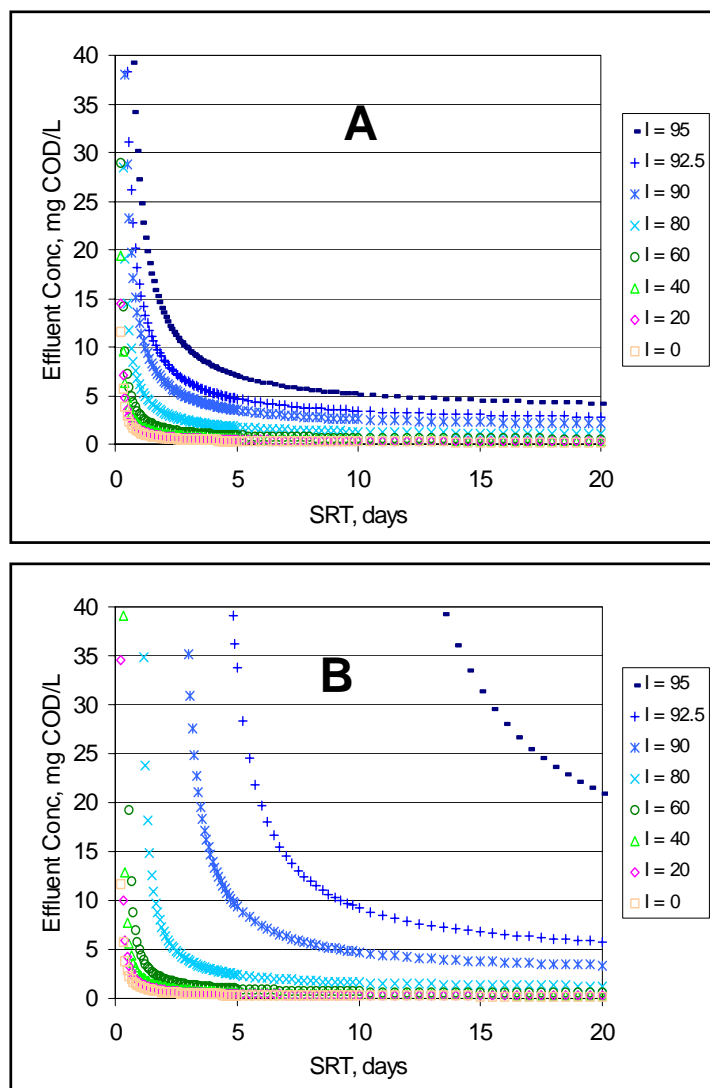 A
Effluent Conc, mg COD/L
40
35
30
25
20
15
10
5
0
0 5 10 15 20
SRT, days
I = 95
I = 92.5
I = 90
I = 80
I = 60
I = 40
I = 20
I = 0
B
Effluent Conc, mg COD/L
40
35
30
25
20
15
10
5
0
0 5 10 15 20
SRT, days
I = 95
I = 92.5
I = 90
I = 80
I = 60
I = 40
I = 20
I = 0